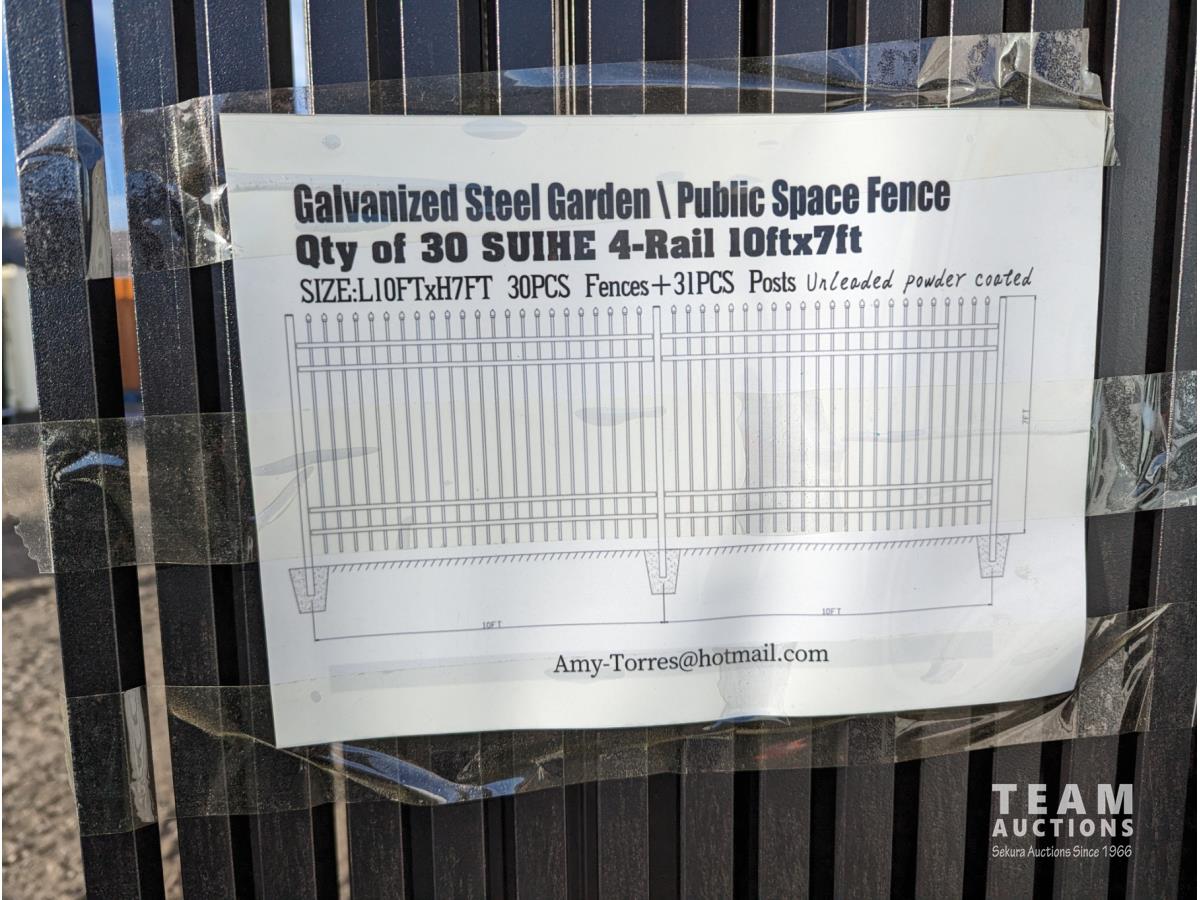 Galvanized Steel Garden \ Public Space Fence
Qty of 30 SUIHE 4-Rail 10ftx7ft
SIZE:L10FTxH7FT 30PCS Fences+31PCS Posts Unleaded powder coated
7FT
10FT
10FT
Amy-Torres@hotmail.com
TEAM
AUCTIONS
Sekura Auctions Since 1966